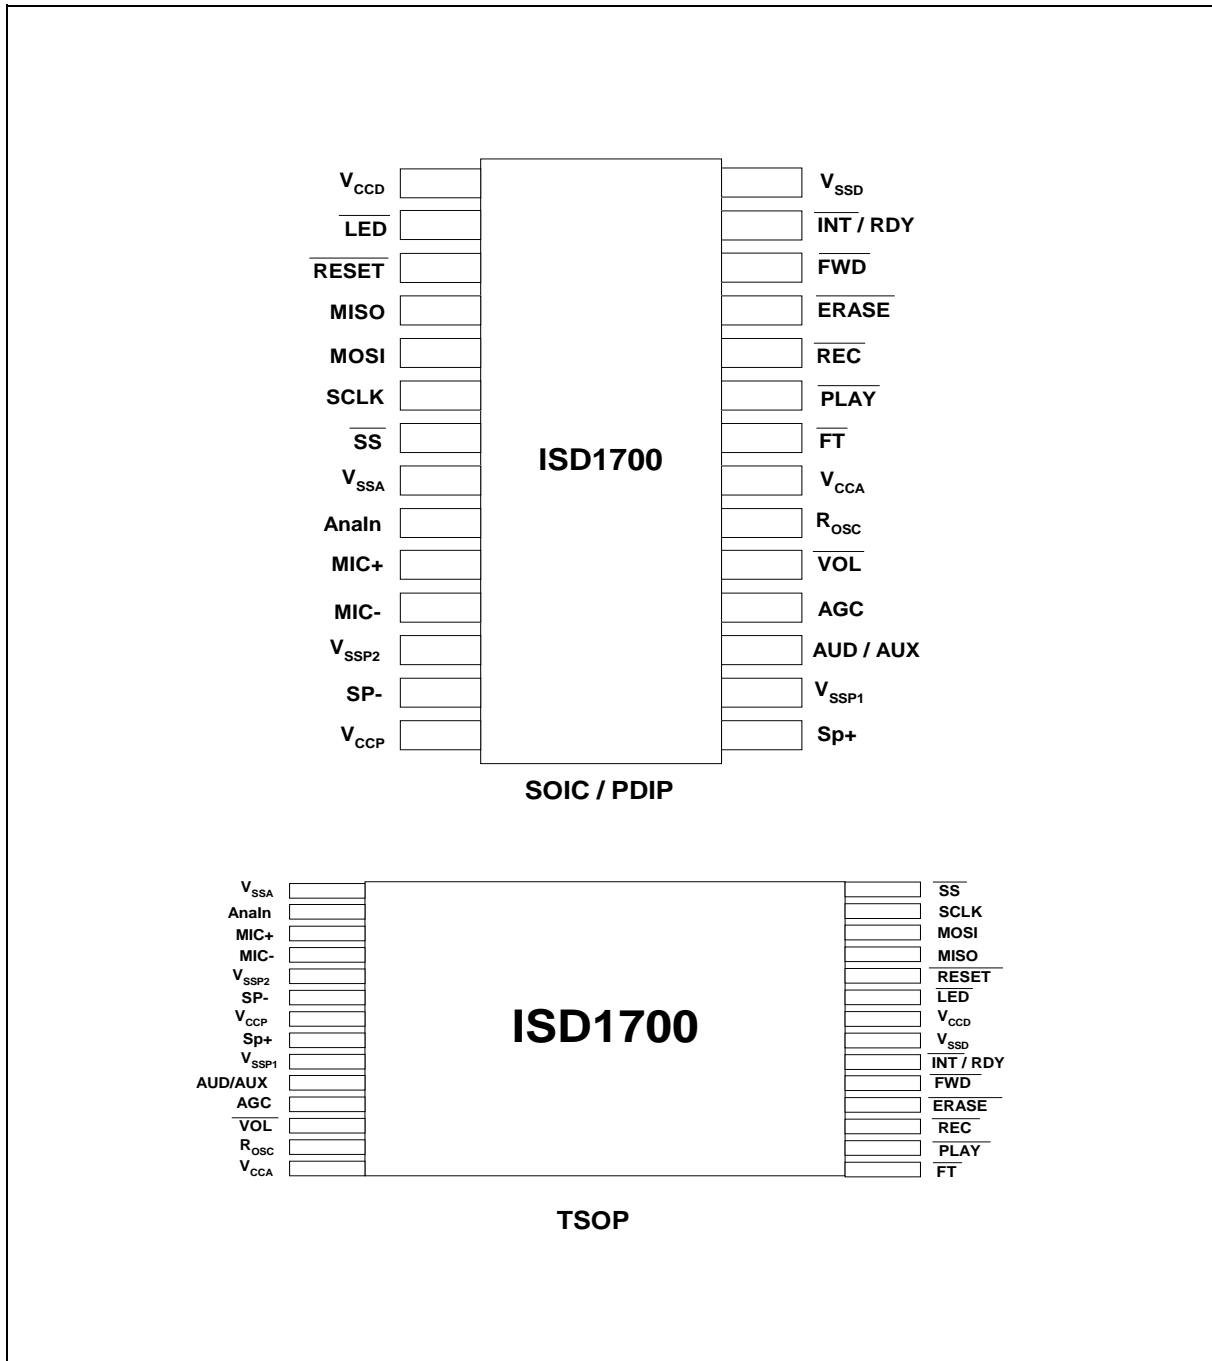 VCCD VSSD
LED INT / RDY
RESET FWD
MISO ERASE
MOSI REC
SCLK PLAY
SS FT
ISD1700
VSSA VCCA
AnaIn ROSC
MIC+ VOL
MIC- AGC
VSSP2 AUD / AUX
SP- VSSP1
VCCP Sp+
SOIC / PDIP
VSSA SS
AnaIn SCLK
MIC+ MOSI
MIC- MISO
VSSP2 RESET
SP- LED
VCCP VCCD
ISD1700
Sp+ VSSD
VSSP1 INT / RDY
AUD/AUX FWD
AGC ERASE
VOL REC
ROSC PLAY
VCCA FT
TSOP